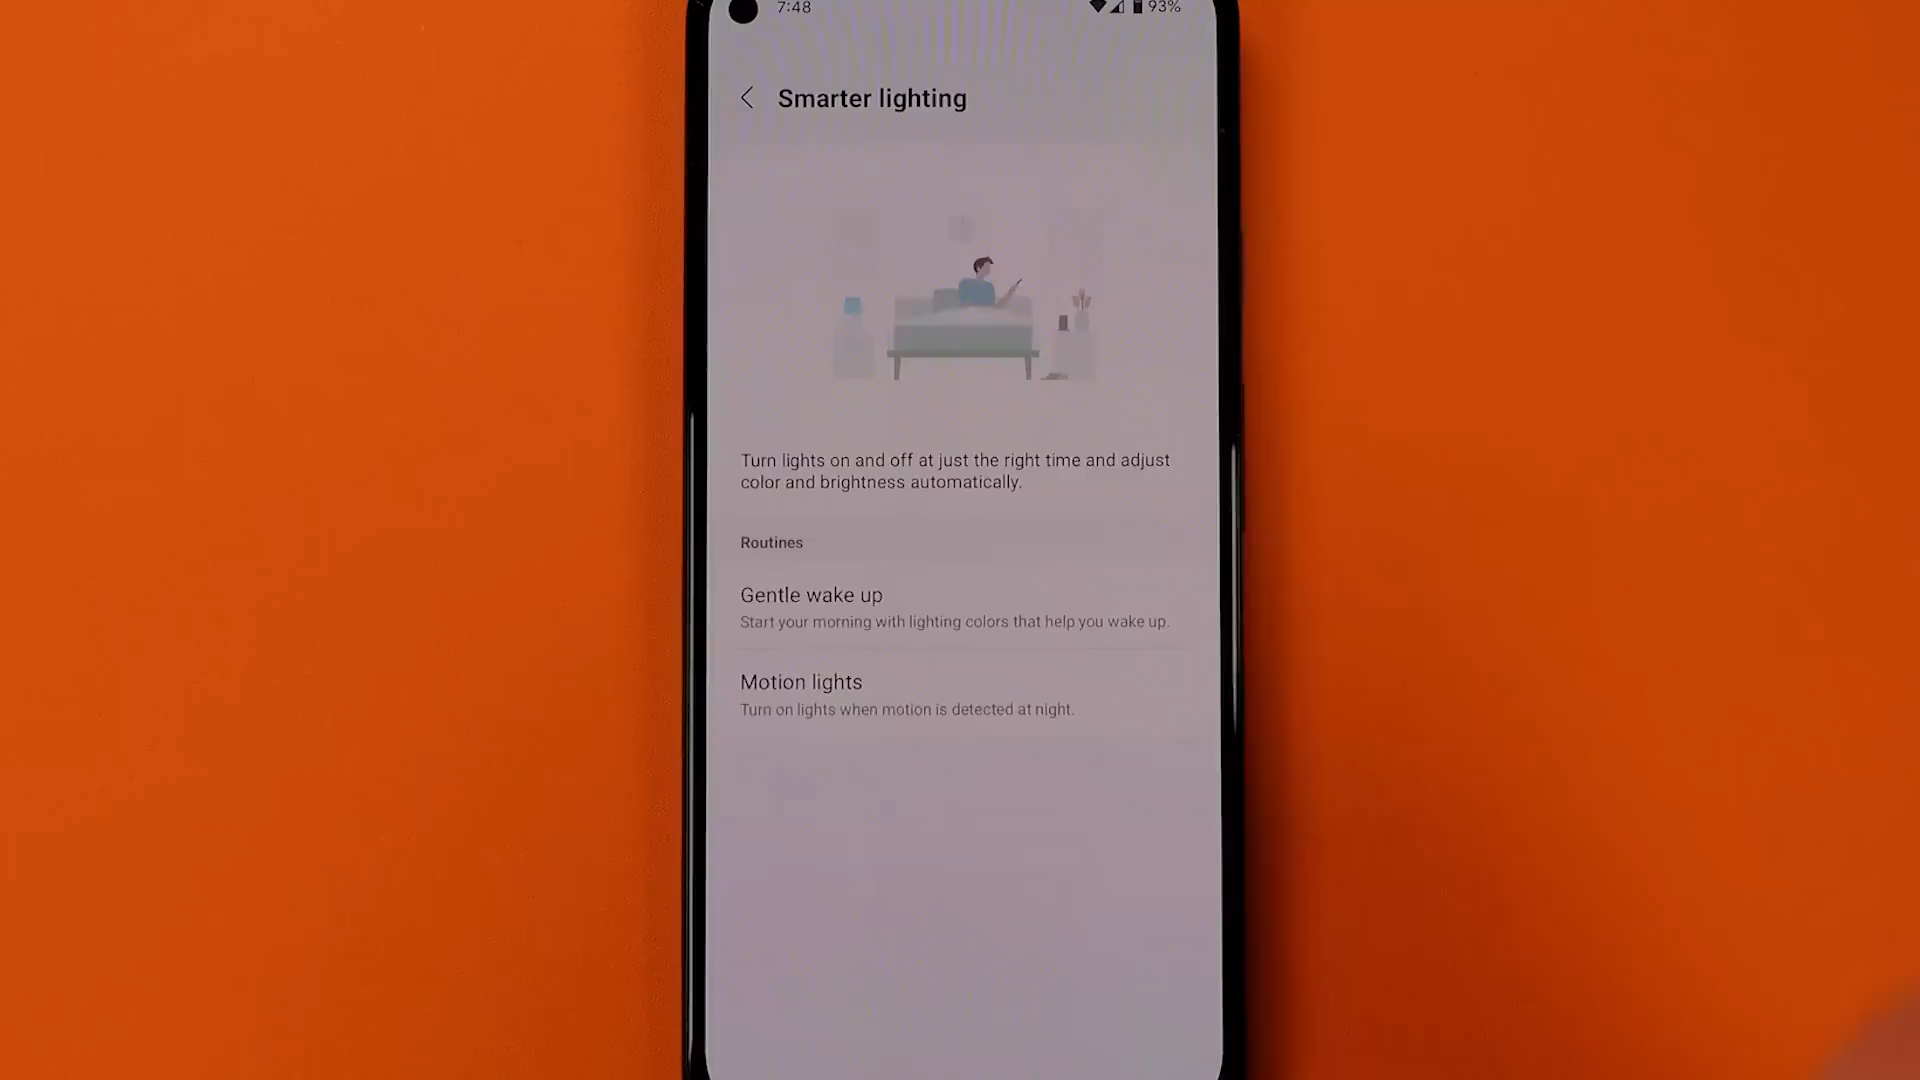 7:48 93%
Smarter lighting
Turn lights on and off at just the right time and adjust
color and brightness automatically.
Routines
Gentle wake up
Start your morning with lighting colors that help you wake up.
Motion lights
Turn on lights when motion is detected at night.